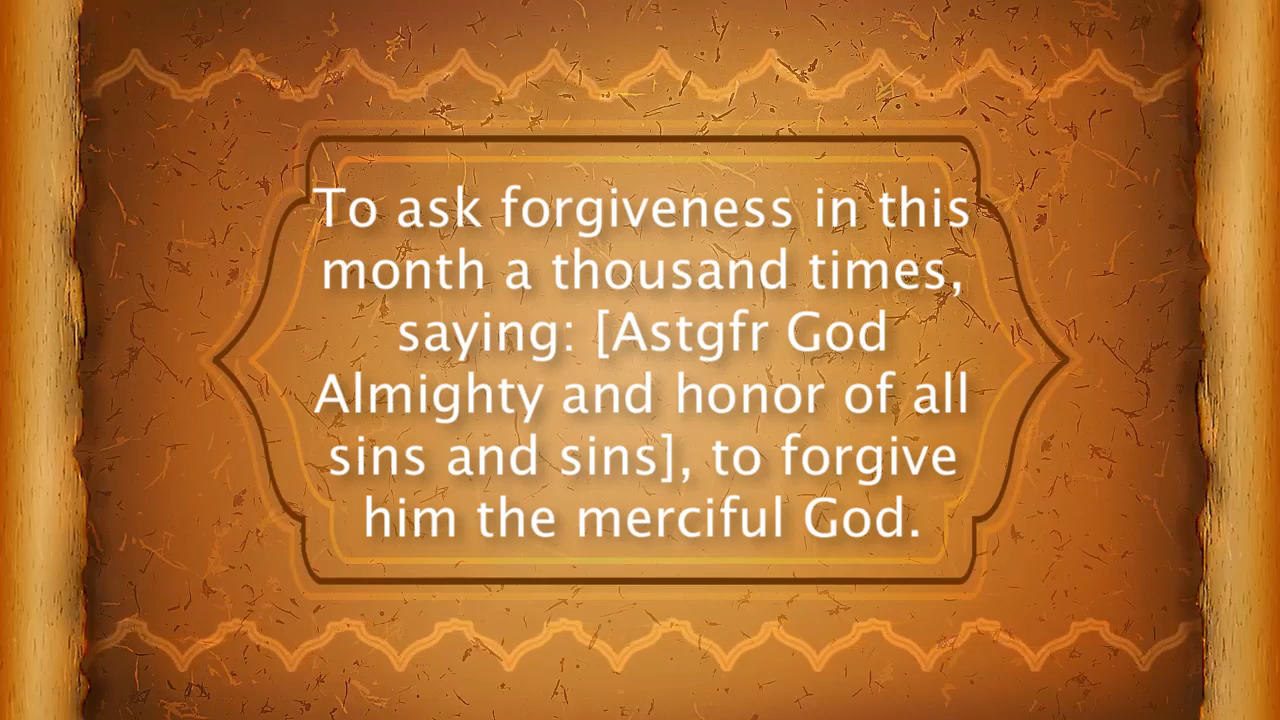 To ask forgiveness in this
month a thousand times,
saying: [Astgfr God
Almighty and honor of all
sins and sins], to forgive
him the merciful God.